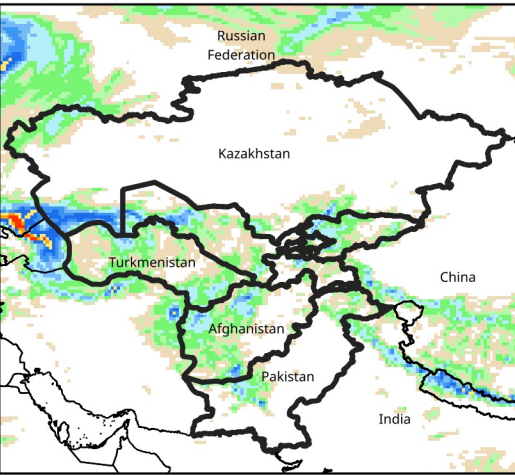 Russian
Federation
Kazakhstan
Turkmenistan
China
Afghanistan
Pakistan
India